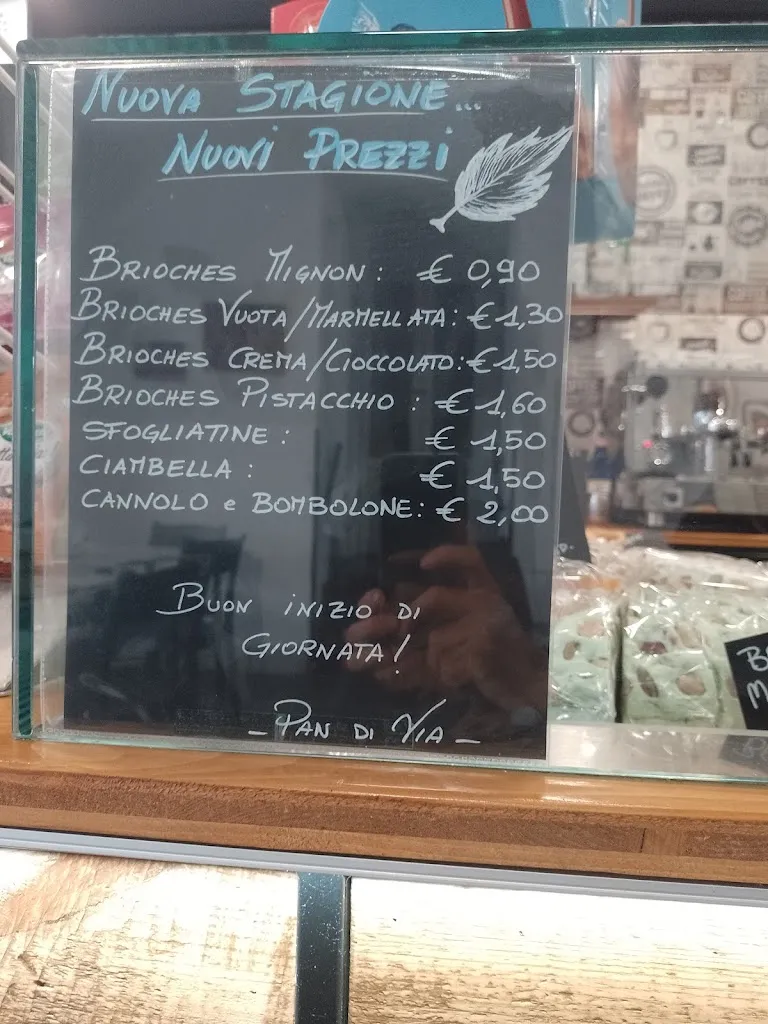 NUOVA STAGIONE...
NUOVI PREZZI
BRIOCHES MIGNON: € 0,90
BRIOCHES VUOTA/MARMELLATA: € 1,30
BRIOCHES CREMA/CIOCCOLATO: € 1,50
BRIOCHES PISTACCHIO: € 1,60
SFOGLIATINE: € 1,50
CIAMBELLA: € 1,50
CANNOLO e BOMBOLONE: € 2,00
BUON INIZIO DI
GIORNATA!
- PAN DI VIA -